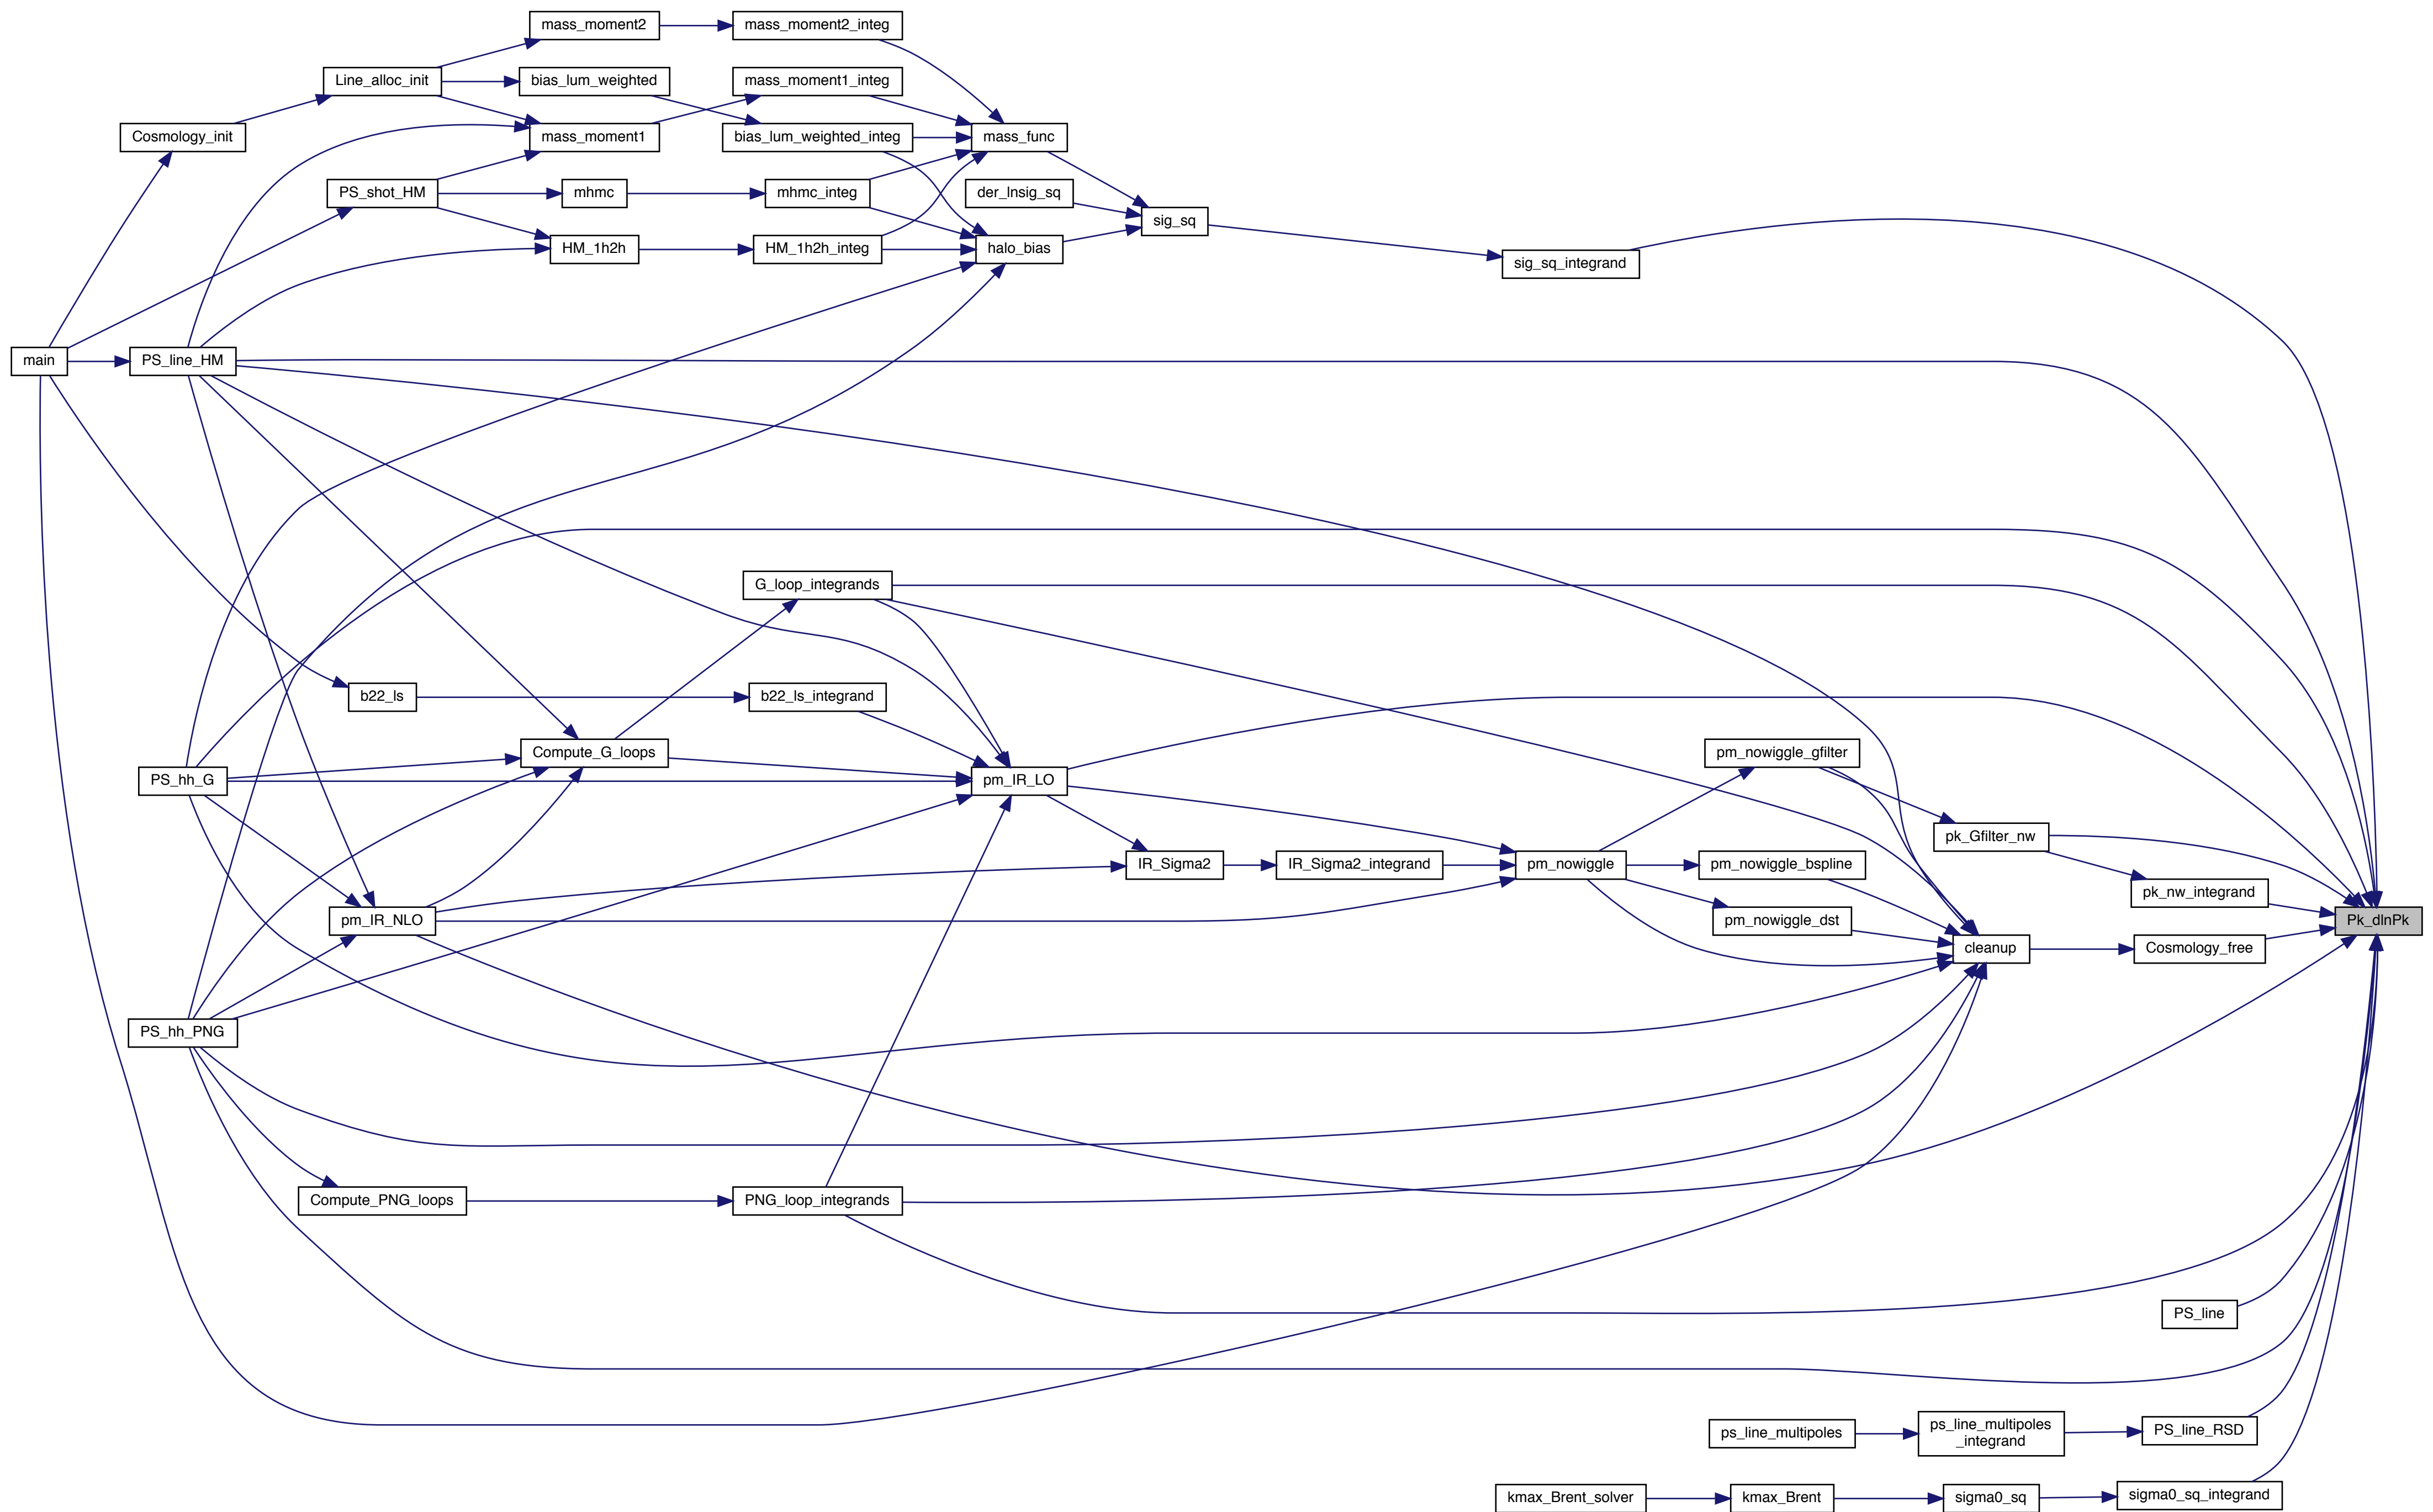 mass_moment2
mass_moment2_integ
Line_alloc_init
bias_lum_weighted
mass_moment1_integ
Cosmology_init
mass_moment1
bias_lum_weighted_integ
mass_func
PS_shot_HM
mhmc
mhmc_integ
der_lnsig_sq
sig_sq
HM_1h2h
HM_1h2h_integ
halo_bias
sig_sq_integrand
main
PS_line_HM
G_loop_integrands
b22_ls
b22_ls_integrand
Compute_G_loops
pm_nowiggle_gfilter
PS_hh_G
pm_IR_LO
pk_Gfilter_nw
IR_Sigma2
IR_Sigma2_integrand
pm_nowiggle
pm_nowiggle_bspline
pk_nw_integrand
pm_IR_NLO
pm_nowiggle_dst
Pk_dlnPk
cleanup
Cosmology_free
PS_hh_PNG
Compute_PNG_loops
PNG_loop_integrands
PS_line
ps_line_multipoles
ps_line_multipoles
_integrand
PS_line_RSD
kmax_Brent_solver
kmax_Brent
sigma0_sq
sigma0_sq_integrand